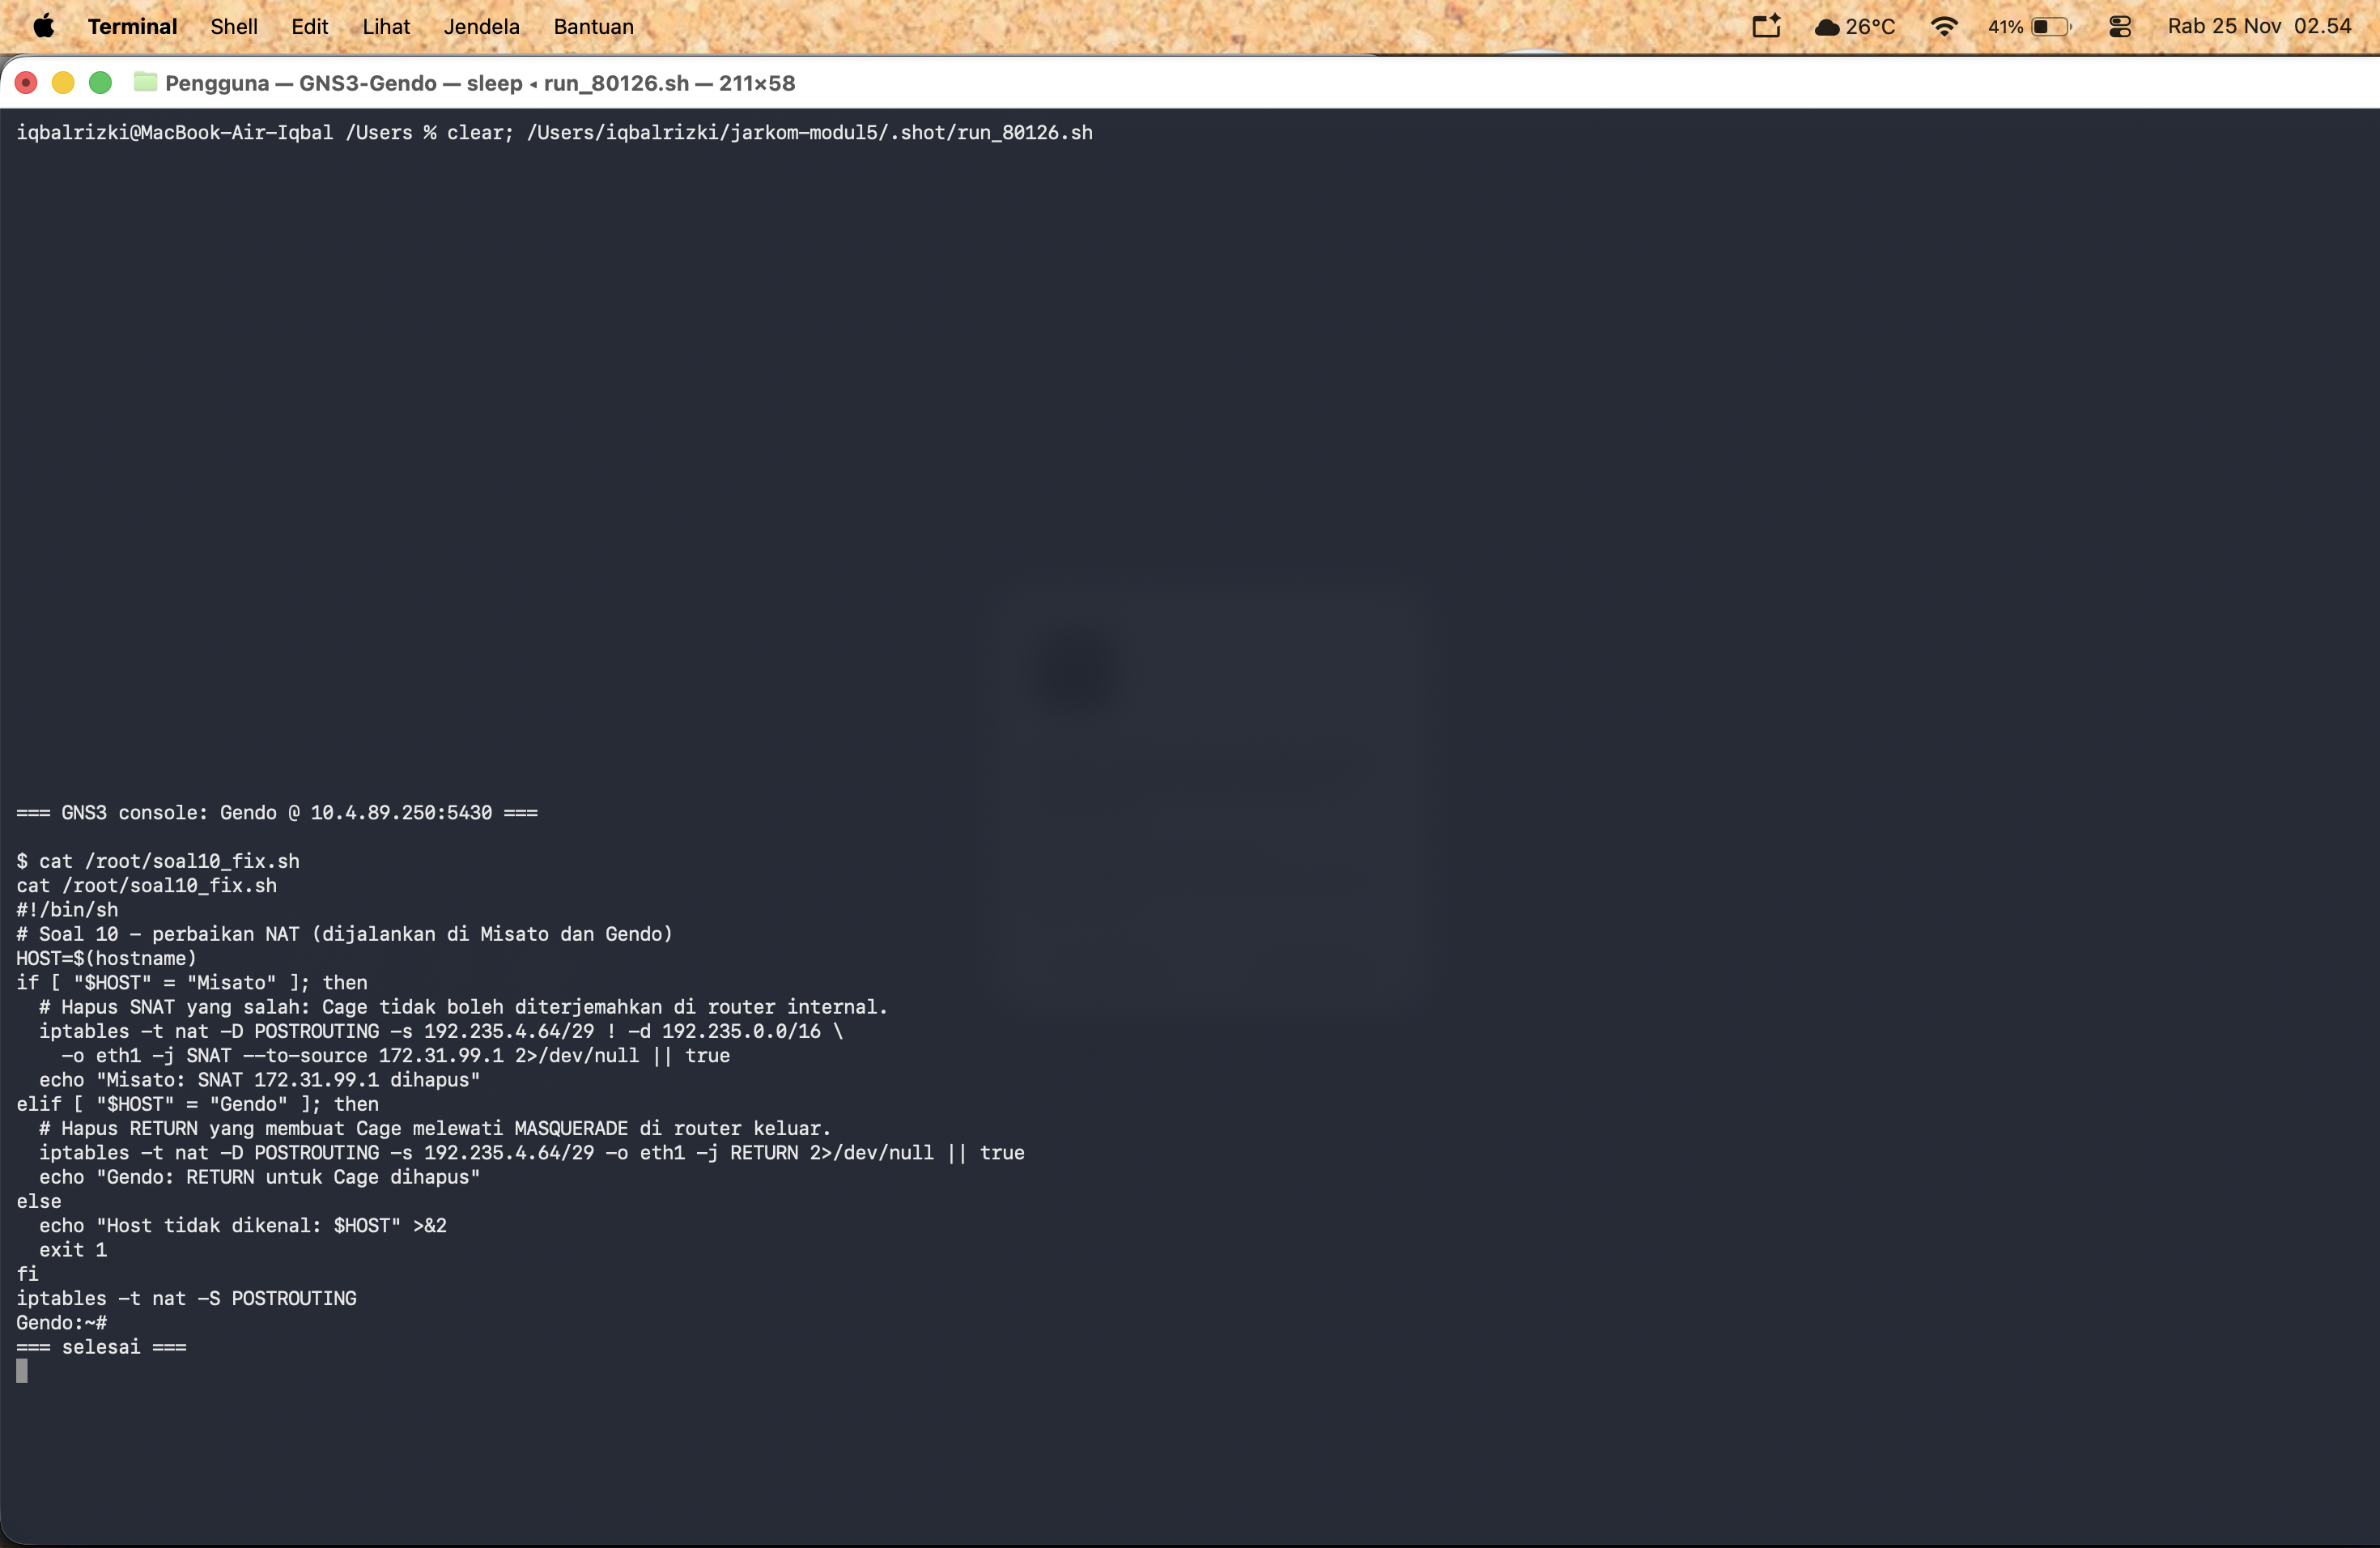 Terminal Shell Edit Lihat Jendela Bantuan 26°C 41% Rab 25 Nov 02.54
Pengguna — GNS3-Gendo — sleep ◂ run_80126.sh — 211×58
iqbalrizki@MacBook-Air-Iqbal /Users % clear; /Users/iqbalrizki/jarkom-modul5/.shot/run_80126.sh
=== GNS3 console: Gendo @ 10.4.89.250:5430 ===
$ cat /root/soal10_fix.sh
cat /root/soal10_fix.sh
#!/bin/sh
# Soal 10 - perbaikan NAT (dijalankan di Misato dan Gendo)
HOST=$(hostname)
if [ "$HOST" = "Misato" ]; then
  # Hapus SNAT yang salah: Cage tidak boleh diterjemahkan di router internal.
  iptables -t nat -D POSTROUTING -s 192.235.4.64/29 ! -d 192.235.0.0/16 \
    -o eth1 -j SNAT --to-source 172.31.99.1 2>/dev/null || true
  echo "Misato: SNAT 172.31.99.1 dihapus"
elif [ "$HOST" = "Gendo" ]; then
  # Hapus RETURN yang membuat Cage melewati MASQUERADE di router keluar.
  iptables -t nat -D POSTROUTING -s 192.235.4.64/29 -o eth1 -j RETURN 2>/dev/null || true
  echo "Gendo: RETURN untuk Cage dihapus"
else
  echo "Host tidak dikenal: $HOST" >&2
  exit 1
fi
iptables -t nat -S POSTROUTING
Gendo:~#
=== selesai ===